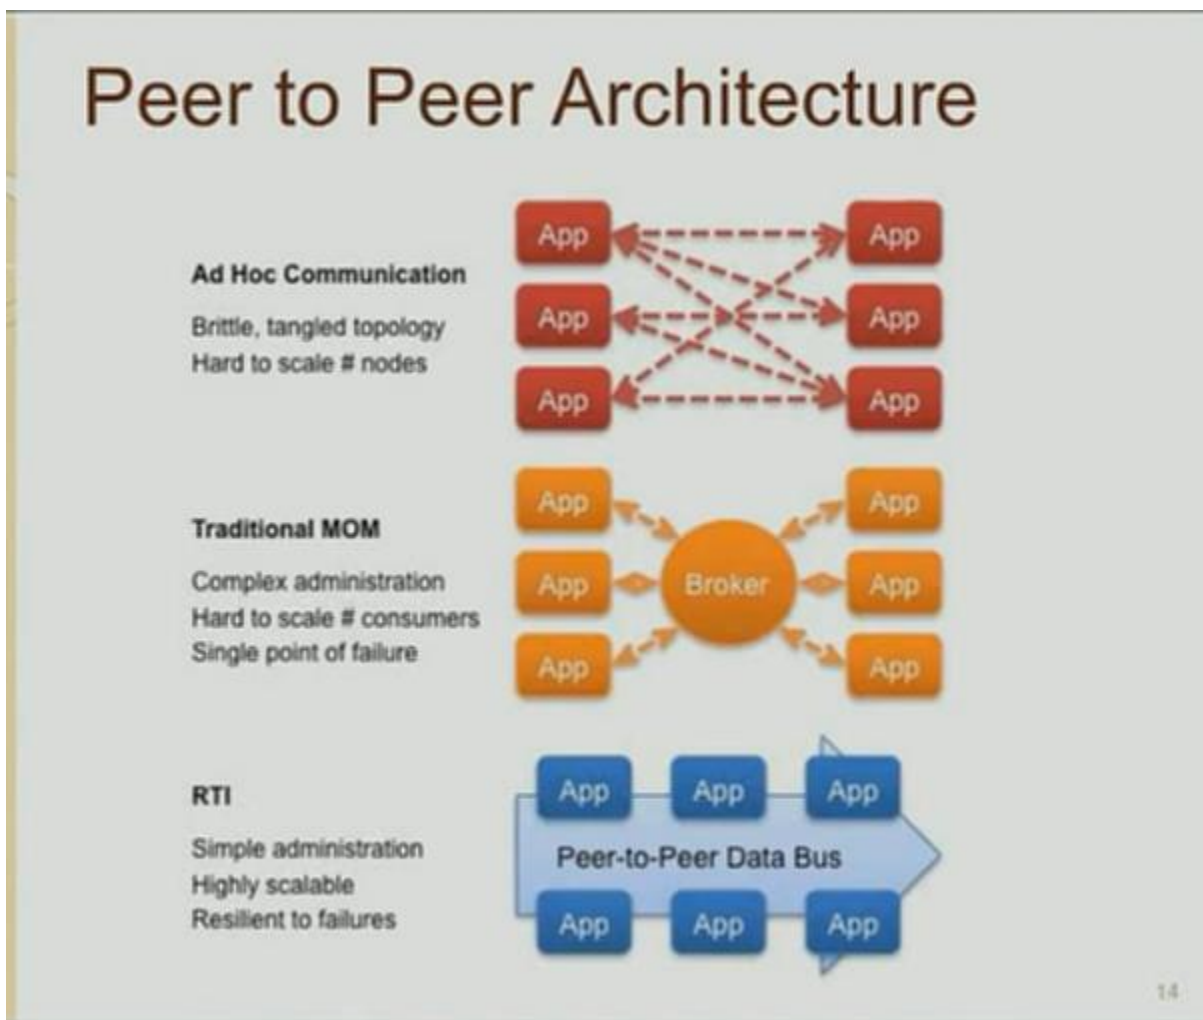 Peer to Peer Architecture
Ad Hoc Communication
Brittle, tangled topology
Hard to scale # nodes
App
App
App
App
App
App
Traditional MOM
Complex administration
Hard to scale # consumers
Single point of failure
App
App
App
Broker
App
App
App
RTI
Simple administration
Highly scalable
Resilient to failures
App
App
App
Peer-to-Peer Data Bus
App
App
App
14